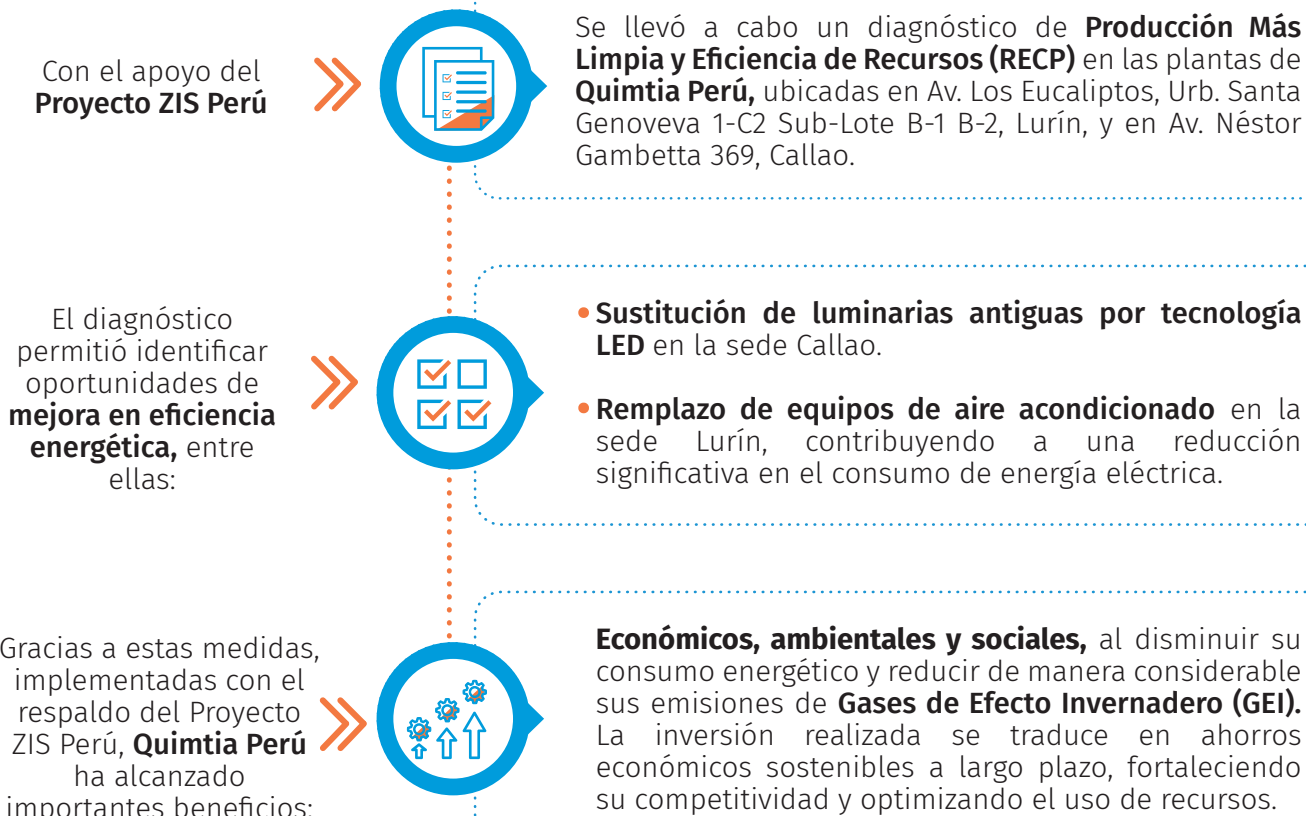 Con el apoyo del
Proyecto ZIS Perú
Se llevó a cabo un diagnóstico de Producción Más
Limpia y Eficiencia de Recursos (RECP) en las plantas de
Quimtia Perú, ubicadas en Av. Los Eucaliptos, Urb. Santa
Genoveva 1-C2 Sub-Lote B-1 B-2, Lurín, y en Av. Néstor
Gambetta 369, Callao.
El diagnóstico
permitió identificar
oportunidades de
mejora en eficiencia
energética, entre
ellas:
• Sustitución de luminarias antiguas por tecnología
LED en la sede Callao.
• Remplazo de equipos de aire acondicionado en la
sede Lurín, contribuyendo a una reducción
significativa en el consumo de energía eléctrica.
Gracias a estas medidas,
implementadas con el
respaldo del Proyecto
ZIS Perú, Quimtia Perú
ha alcanzado
importantes beneficios:
Económicos, ambientales y sociales, al disminuir su
consumo energético y reducir de manera considerable
sus emisiones de Gases de Efecto Invernadero (GEI).
La inversión realizada se traduce en ahorros
económicos sostenibles a largo plazo, fortaleciendo
su competitividad y optimizando el uso de recursos.